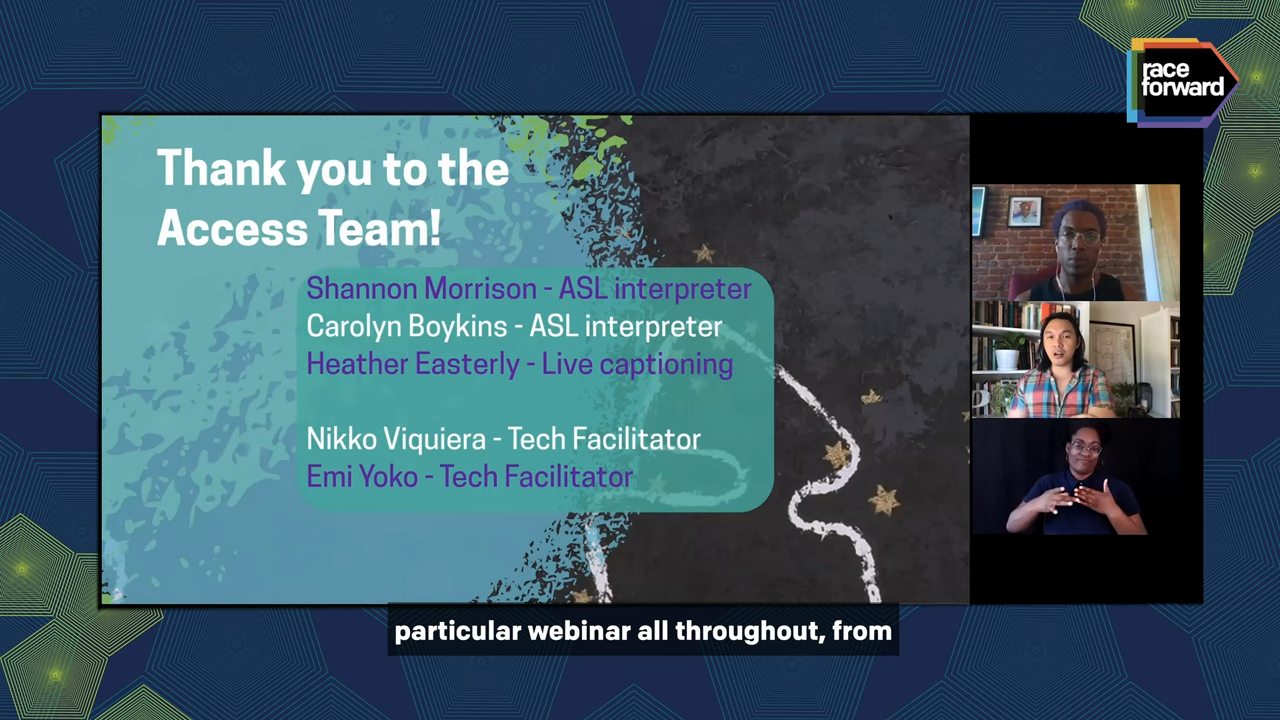 race
forward
Thank you to the
Access Team!
Shannon Morrison - ASL interpreter
Carolyn Boykins - ASL interpreter
Heather Easterly - Live captioning
Nikko Viquiera - Tech Facilitator
Emi Yoko - Tech Facilitator
particular webinar all throughout, from